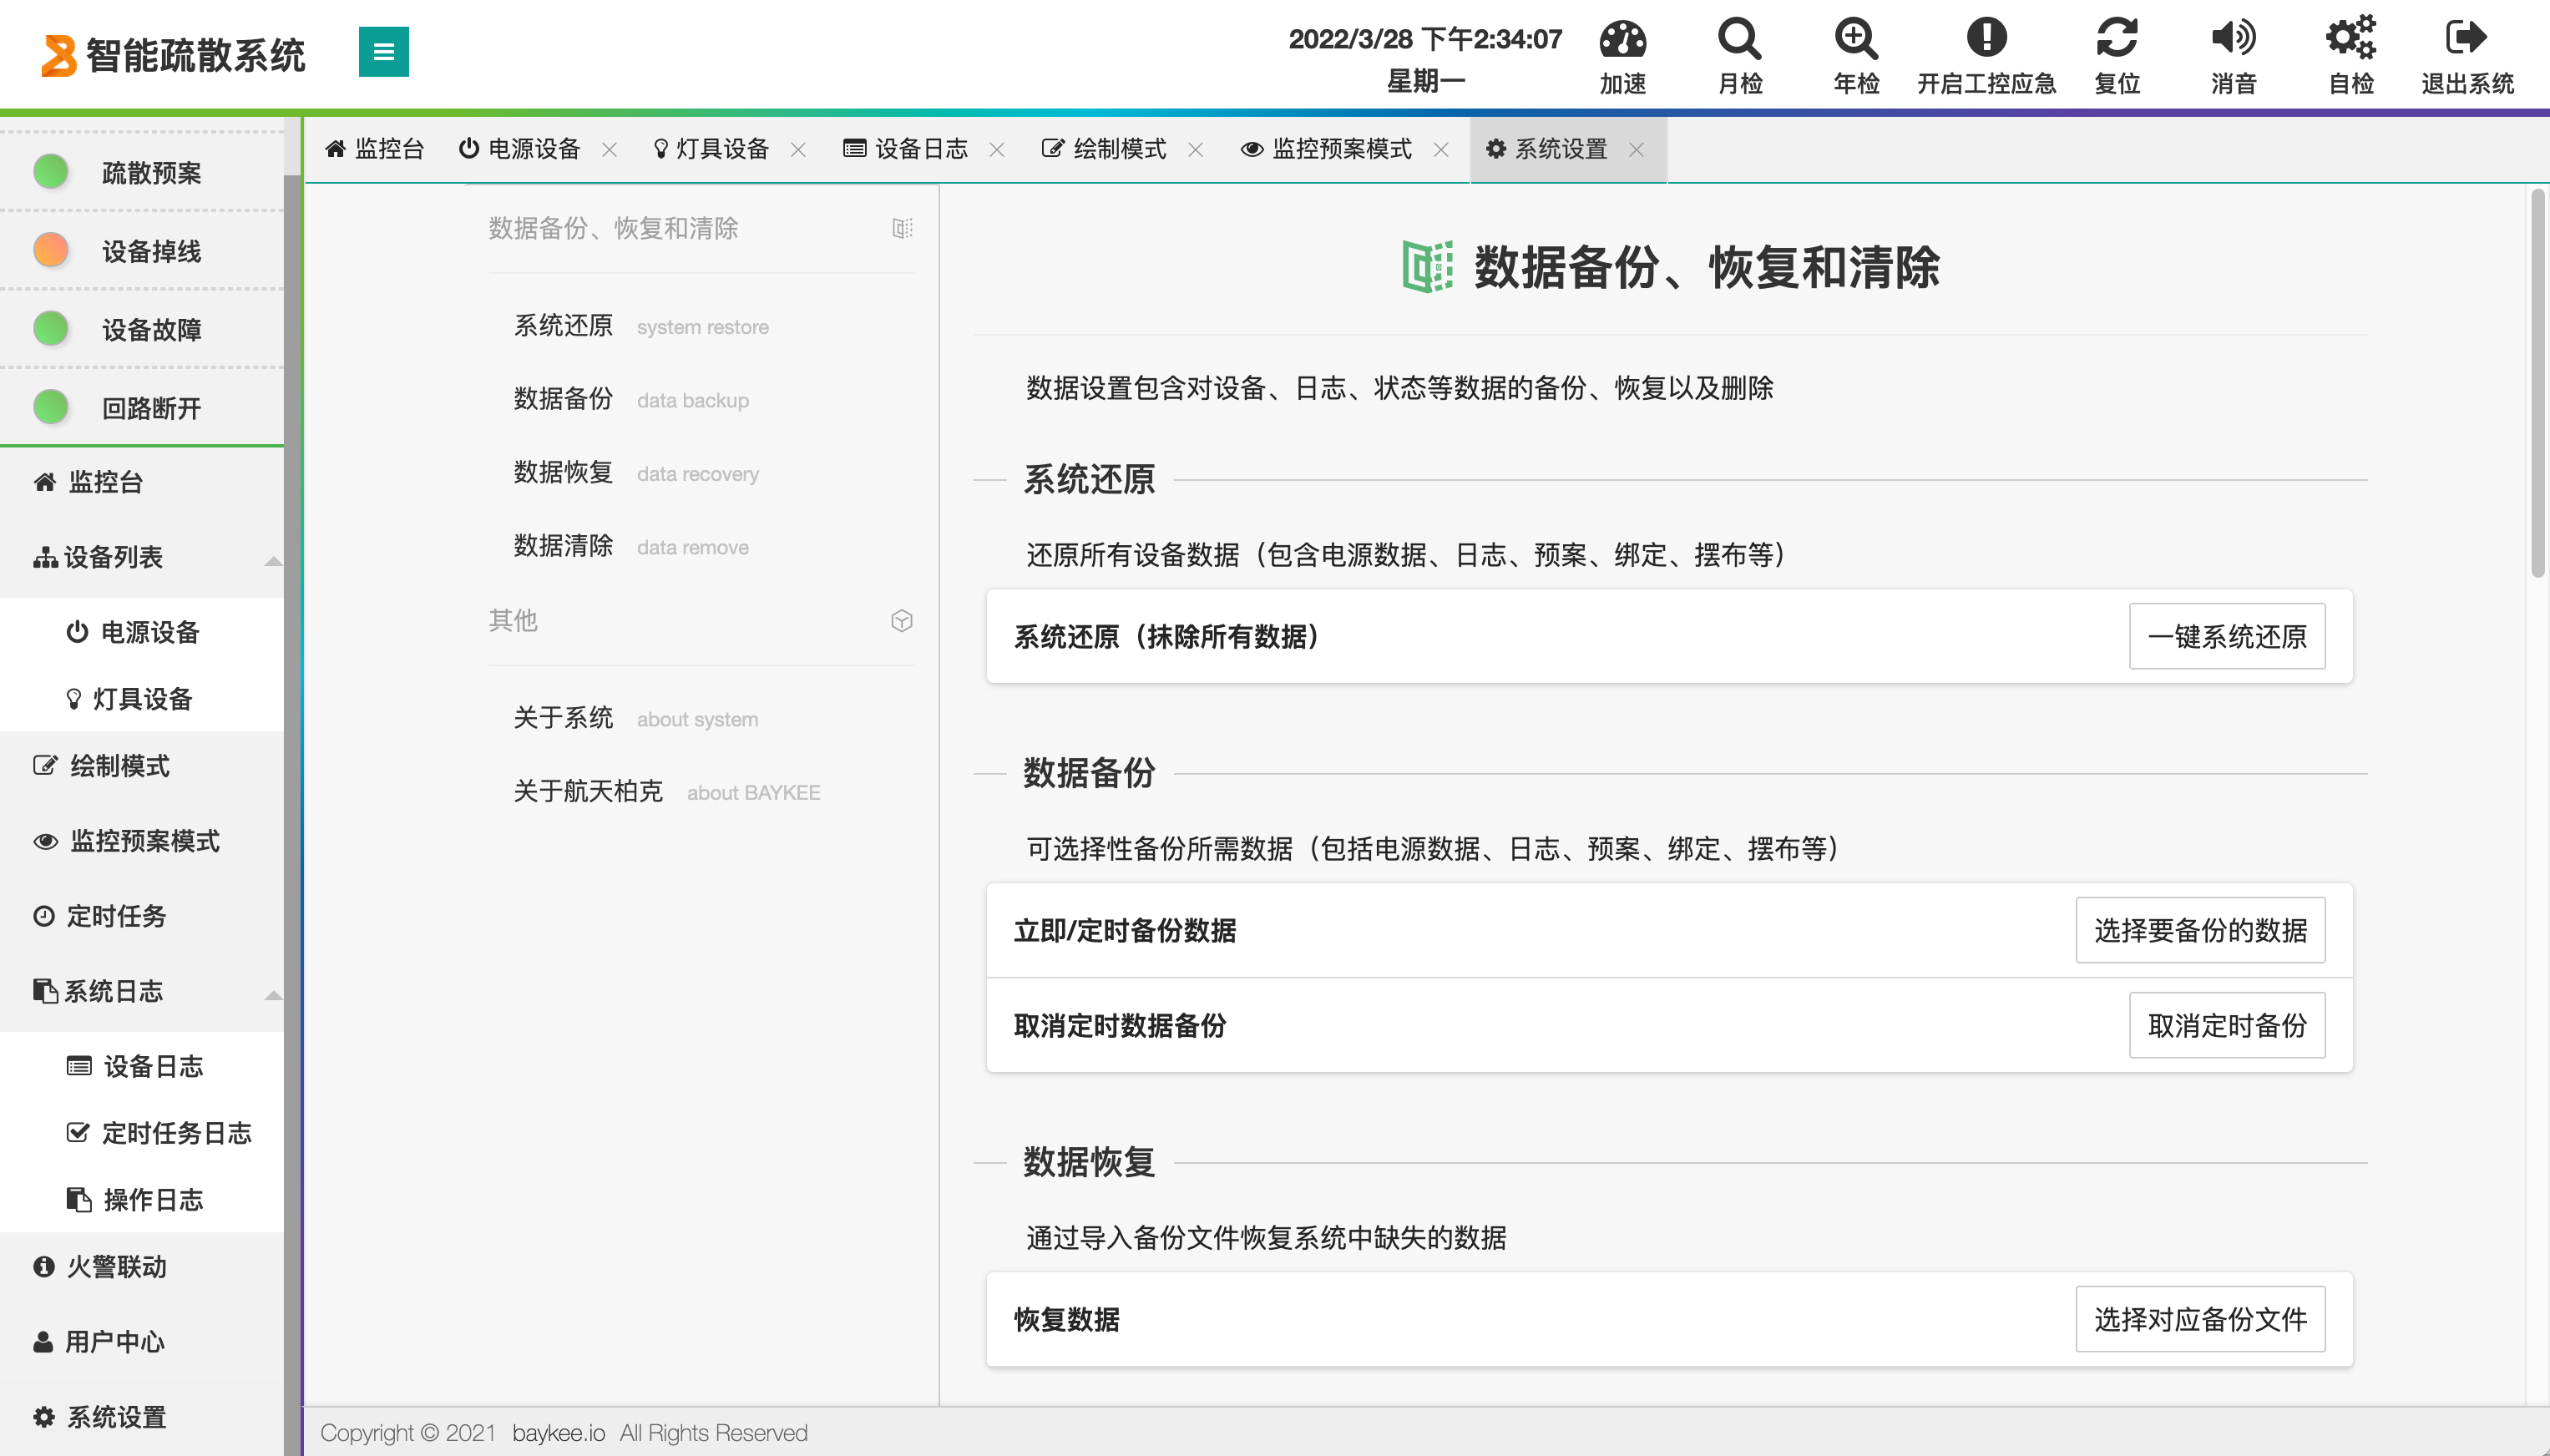 智能疏散系统
2022/3/28 下午2:34:07
星期一
加速
月检
年检
开启工控应急
复位
消音
自检
退出系统
监控台
电源设备
灯具设备
设备日志
绘制模式
监控预案模式
系统设置
疏散预案
设备掉线
设备故障
回路断开
监控台
设备列表
电源设备
灯具设备
绘制模式
监控预案模式
定时任务
系统日志
设备日志
定时任务日志
操作日志
火警联动
用户中心
系统设置
数据备份、恢复和清除
系统还原 system restore
数据备份 data backup
数据恢复 data recovery
数据清除 data remove
其他
关于系统 about system
关于航天柏克 about BAYKEE
数据备份、恢复和清除
数据设置包含对设备、日志、状态等数据的备份、恢复以及删除
系统还原
还原所有设备数据（包含电源数据、日志、预案、绑定、摆布等）
系统还原（抹除所有数据） 一键系统还原
数据备份
可选择性备份所需数据（包括电源数据、日志、预案、绑定、摆布等）
立即/定时备份数据 选择要备份的数据
取消定时数据备份 取消定时备份
数据恢复
通过导入备份文件恢复系统中缺失的数据
恢复数据 选择对应备份文件
Copyright © 2021 baykee.io All Rights Reserved